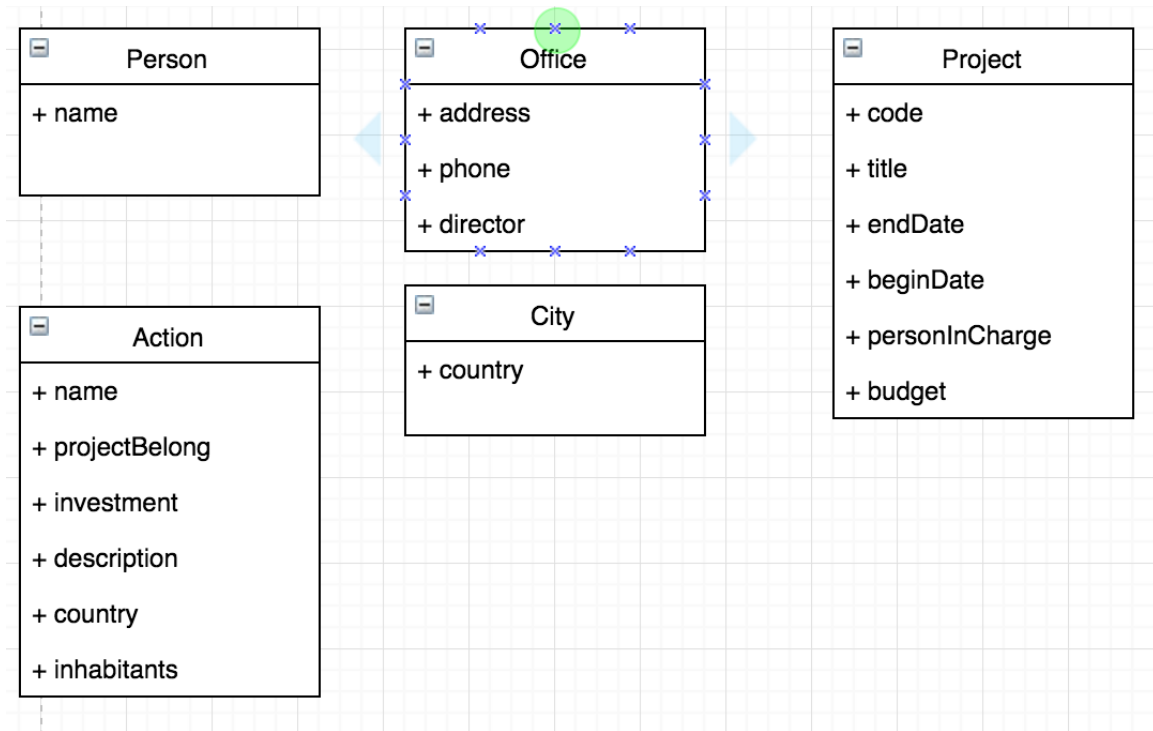 Person
+ name
Office
+ address
+ phone
+ director
Project
+ code
+ title
+ endDate
+ beginDate
+ personInCharge
+ budget
Action
+ name
+ projectBelong
+ investment
+ description
+ country
+ inhabitants
City
+ country